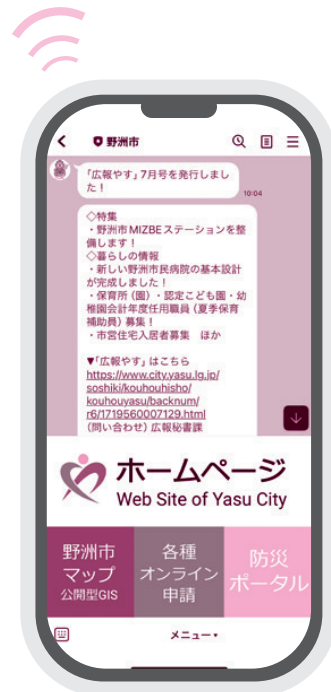 野洲市
「広報やす」7月号を発行しまし
た！
10:04
◇特集
・野洲市MIZBEステーションを整
備します！
◇暮らしの情報
・新しい野洲市民病院の基本設計
が完成しました！
・保育所（園）・認定こども園・幼
稚園会計年度任用職員（夏季保育
補助員）募集！
・市営住宅入居者募集　ほか
▼「広報やす」はこちら
https://www.city.yasu.lg.jp/
soshiki/kouhouhisho/
kouhouyasu/backnum/
r6/1719560007129.html
（問い合わせ）広報秘書課
ホームページ
Web Site of Yasu City
野洲市
マップ
公開型GIS
各種
オンライン
申請
防災
ポータル
メニュー▾